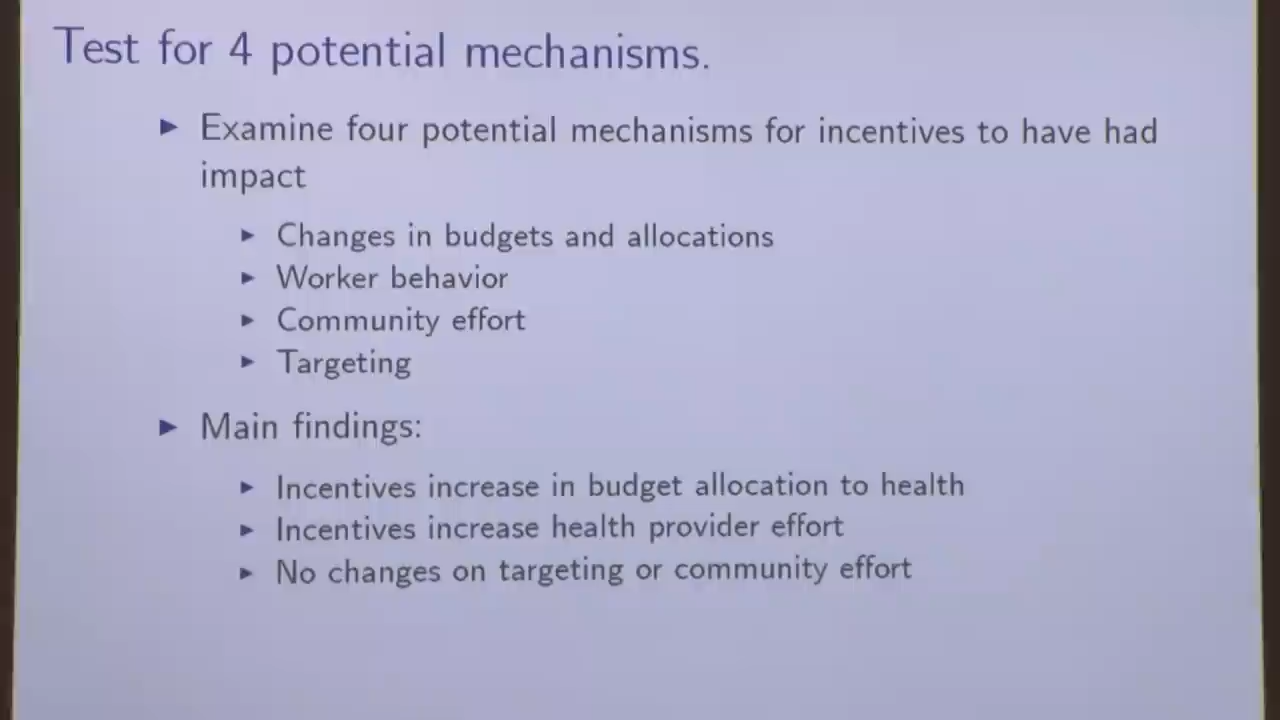 Test for 4 potential mechanisms.
► Examine four potential mechanisms for incentives to have had
impact
► Changes in budgets and allocations
► Worker behavior
► Community effort
► Targeting
► Main findings:
► Incentives increase in budget allocation to health
► Incentives increase health provider effort
► No changes on targeting or community effort